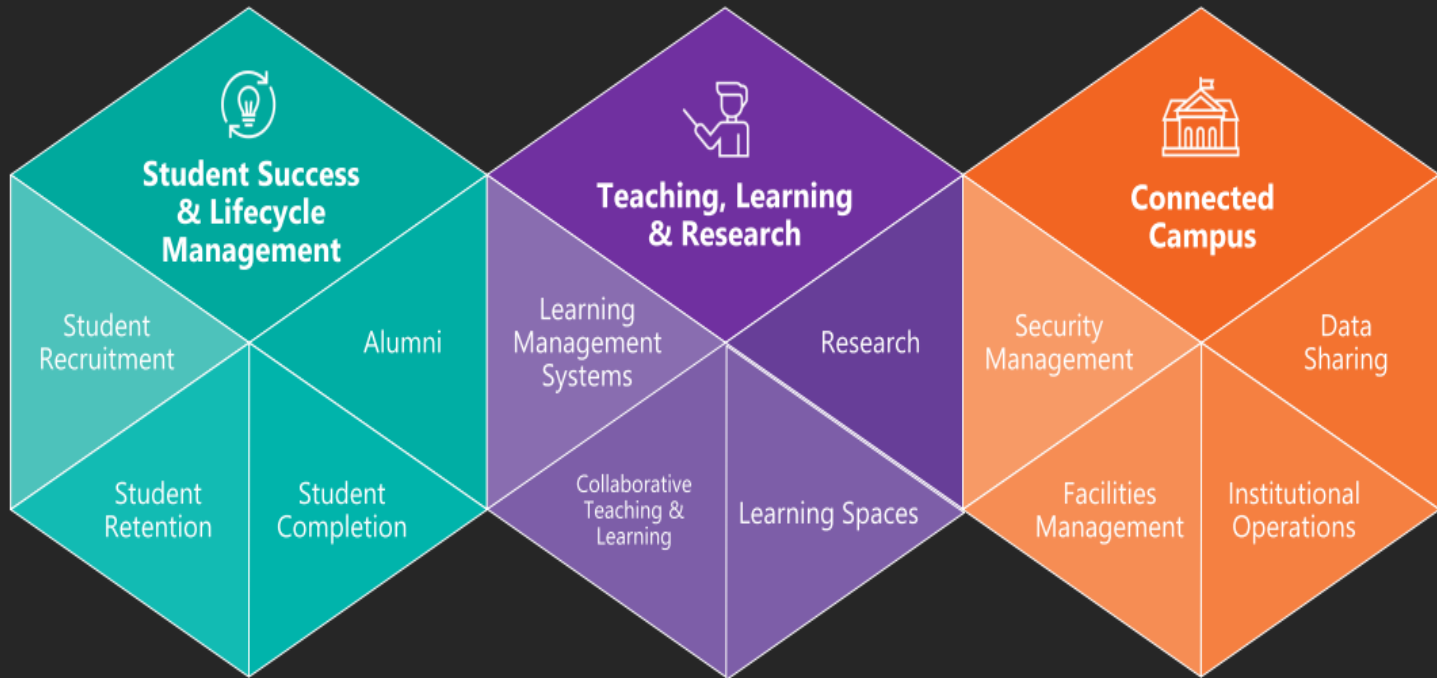 Student Success
& Lifecycle
Management
Student
Recruitment
Alumni
Student
Retention
Student
Completion
Teaching, Learning
& Research
Learning
Management
Systems
Research
Collaborative
Teaching &
Learning
Learning Spaces
Connected
Campus
Security
Management
Data
Sharing
Facilities
Management
Institutional
Operations